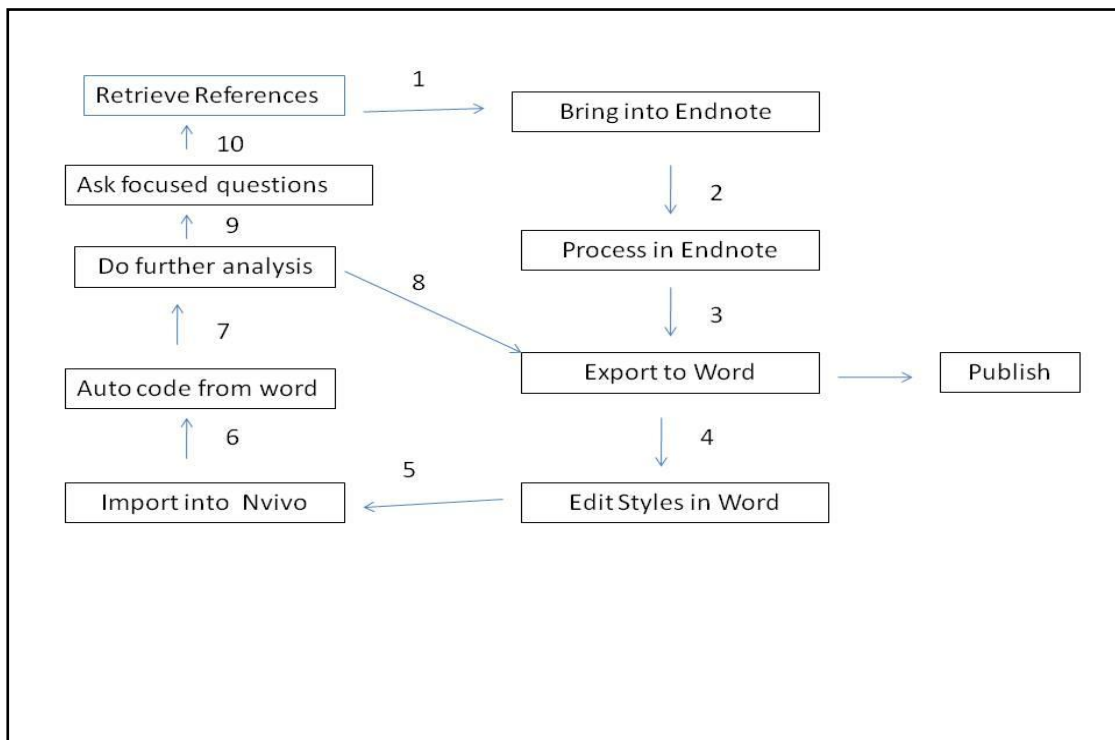 Retrieve References
1
Bring into Endnote
10
2
Ask focused questions
9
Process in Endnote
Do further analysis
8
3
7
Export to Word
Publish
Auto code from word
6
4
5
Import into Nvivo
Edit Styles in Word